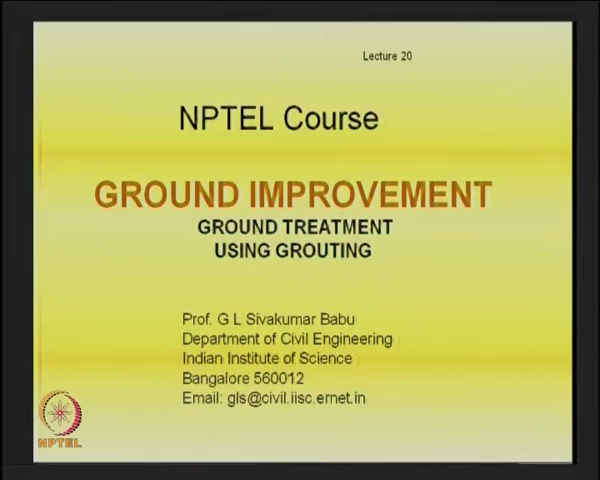 Lecture 20
NPTEL Course
GROUND IMPROVEMENT
GROUND TREATMENT
USING GROUTING
Prof. G L Sivakumar Babu
Department of Civil Engineering
Indian Institute of Science
Bangalore 560012
Email: gls@civil.iisc.ernet.in
NPTEL